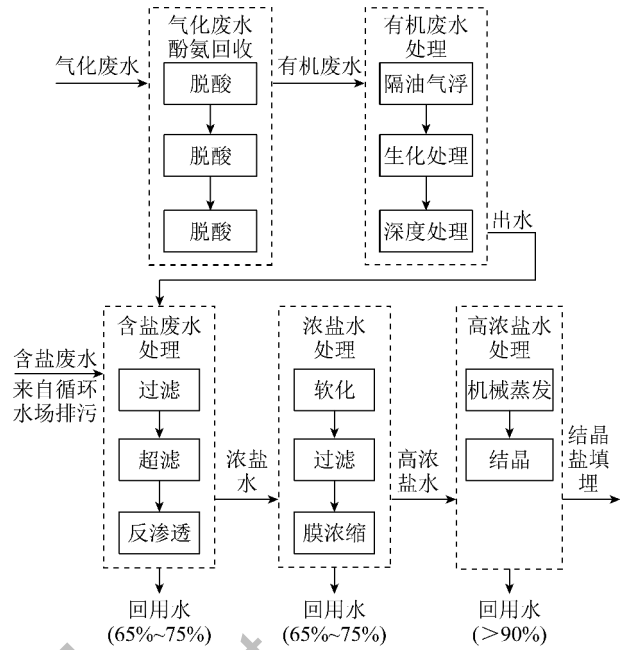 气化废水
气化废水
酚氨回收
脱酸
脱酸
脱酸
有机废水
有机废水
处理
隔油气浮
生化处理
深度处理
出水
含盐废水
来自循环
水场排污
含盐废水
处理
过滤
超滤
反渗透
浓盐
水
浓盐水
处理
软化
过滤
膜浓缩
高浓
盐水
高浓盐水
处理
机械蒸发
结晶
结晶
盐填
埋
回用水
(65%~75%)
回用水
(65%~75%)
回用水
(＞90%)